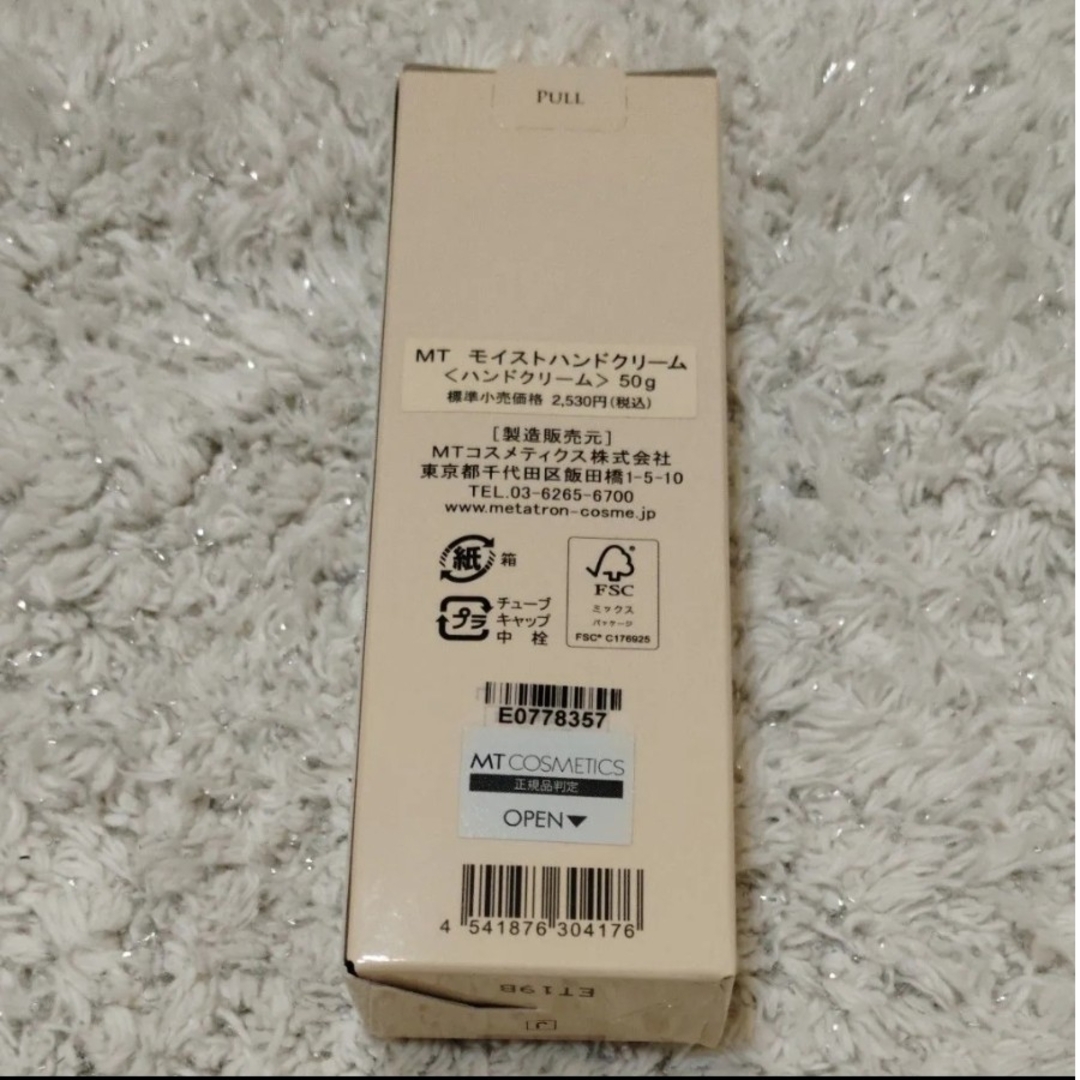 PULL
MT モイストハンドクリーム
＜ハンドクリーム＞ 50g
標準小売価格 2,530円(税込)
[製造販売元]
MTコスメティクス株式会社
東京都千代田区飯田橋1-5-10
TEL.03-6265-6700
www.metatron-cosme.jp
紙 箱
プラ チューブ
キャップ
中 栓
FSC
ミックス
パッケージ
FSC® C176925
E0778357
MT COSMETICS
正規品判定
OPEN▼
4 541876 304176
ET19B
[J]